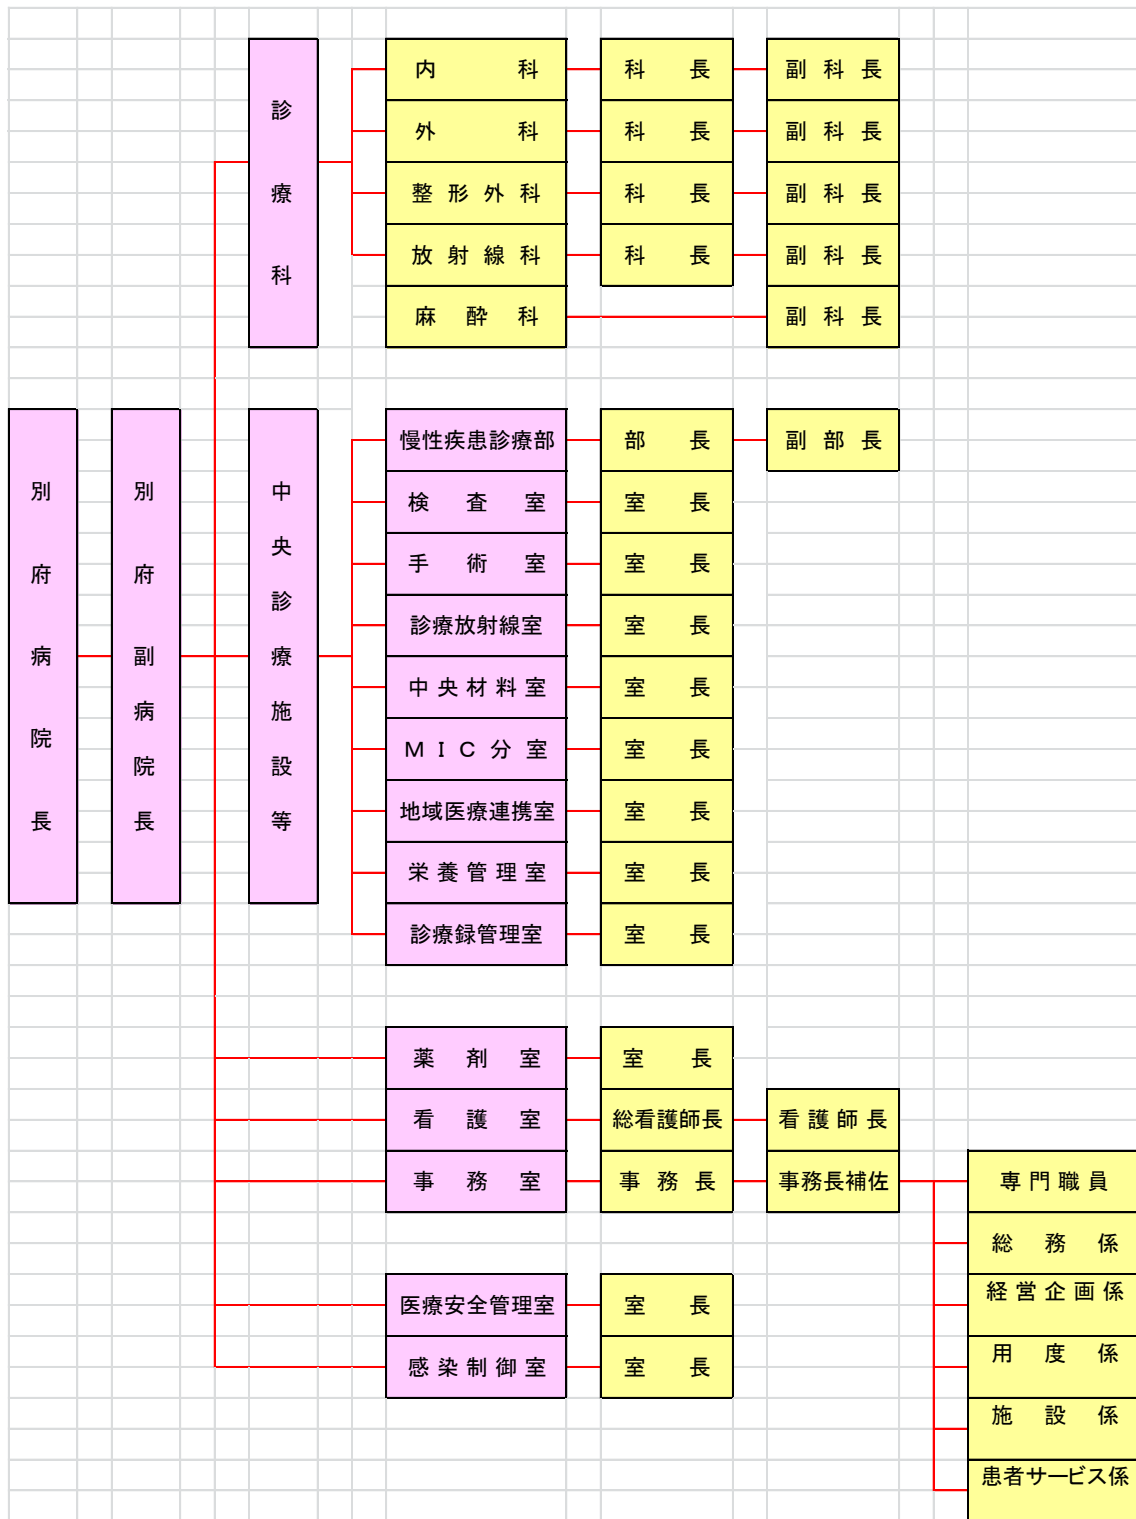 診療科
内科 科長 副科長
外科 科長 副科長
整形外科 科長 副科長
放射線科 科長 副科長
麻酔科 副科長
別府病院長
別府副病院長
中央診療施設等
慢性疾患診療部 部長 副部長
検査室 室長
手術室 室長
診療放射線室 室長
中央材料室 室長
MIC分室 室長
地域医療連携室 室長
栄養管理室 室長
診療録管理室 室長
薬剤室 室長
看護室 総看護師長 看護師長
事務室 事務長 事務長補佐 専門職員
総務係
経営企画係
用度係
施設係
患者サービス係
医療安全管理室 室長
感染制御室 室長